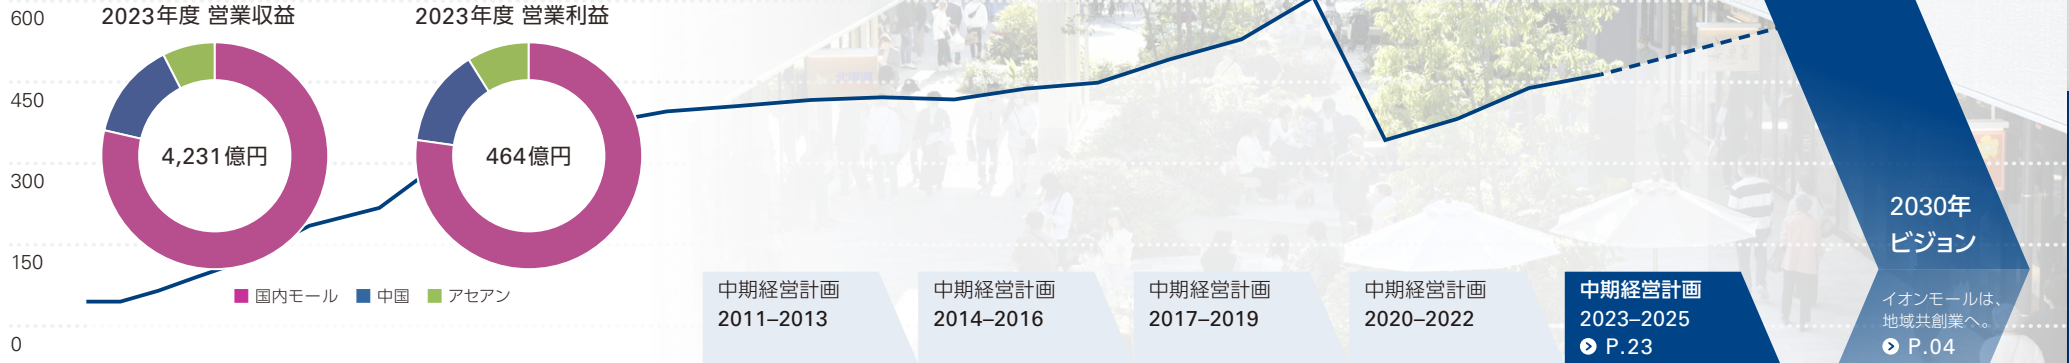 600
450
300
150
0
2023年度 営業収益
4,231億円
2023年度 営業利益
464億円
国内モール
中国
アセアン
中期経営計画
2011–2013
中期経営計画
2014–2016
中期経営計画
2017–2019
中期経営計画
2020–2022
中期経営計画
2023–2025
P.23
2030年
ビジョン
イオンモールは、
地域共創業へ。
P.04